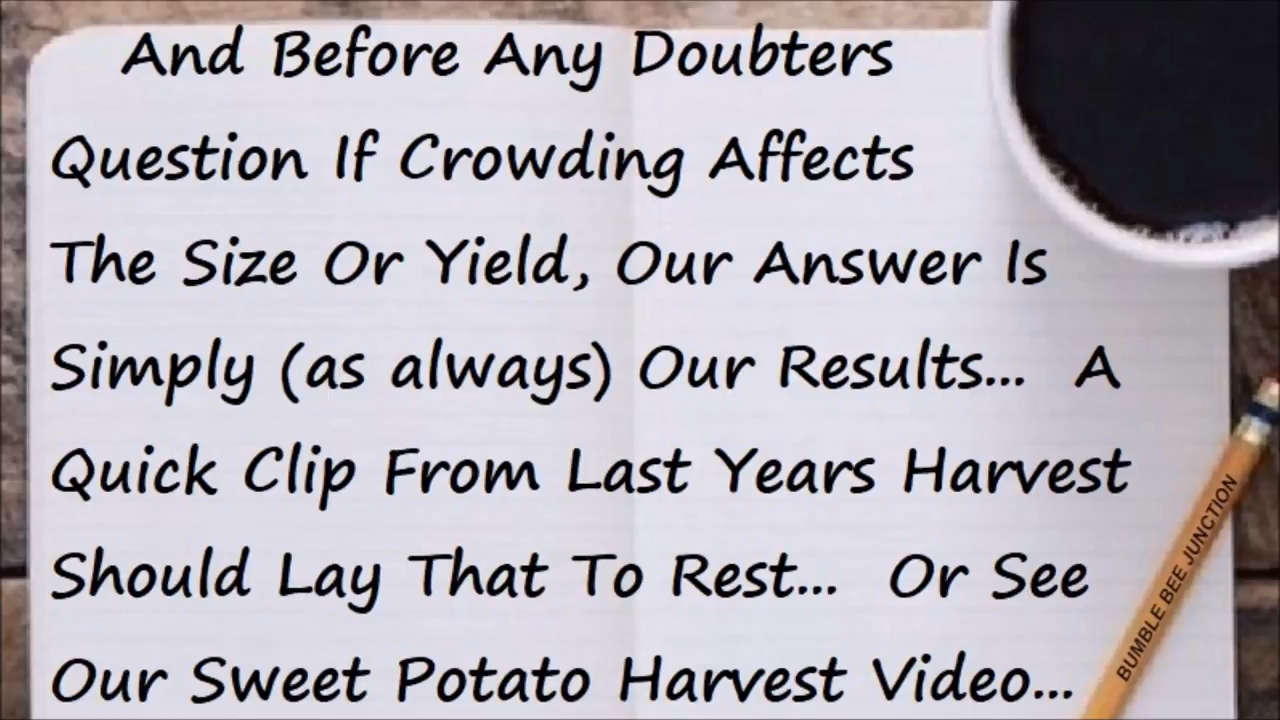 And Before Any Doubters
Question If Crowding Affects
The Size Or Yield, Our Answer Is
Simply (as always) Our Results... A
Quick Clip From Last Years Harvest
Should Lay That To Rest... Or See
Our Sweet Potato Harvest Video...
BUMBLE BEE JUNCTION